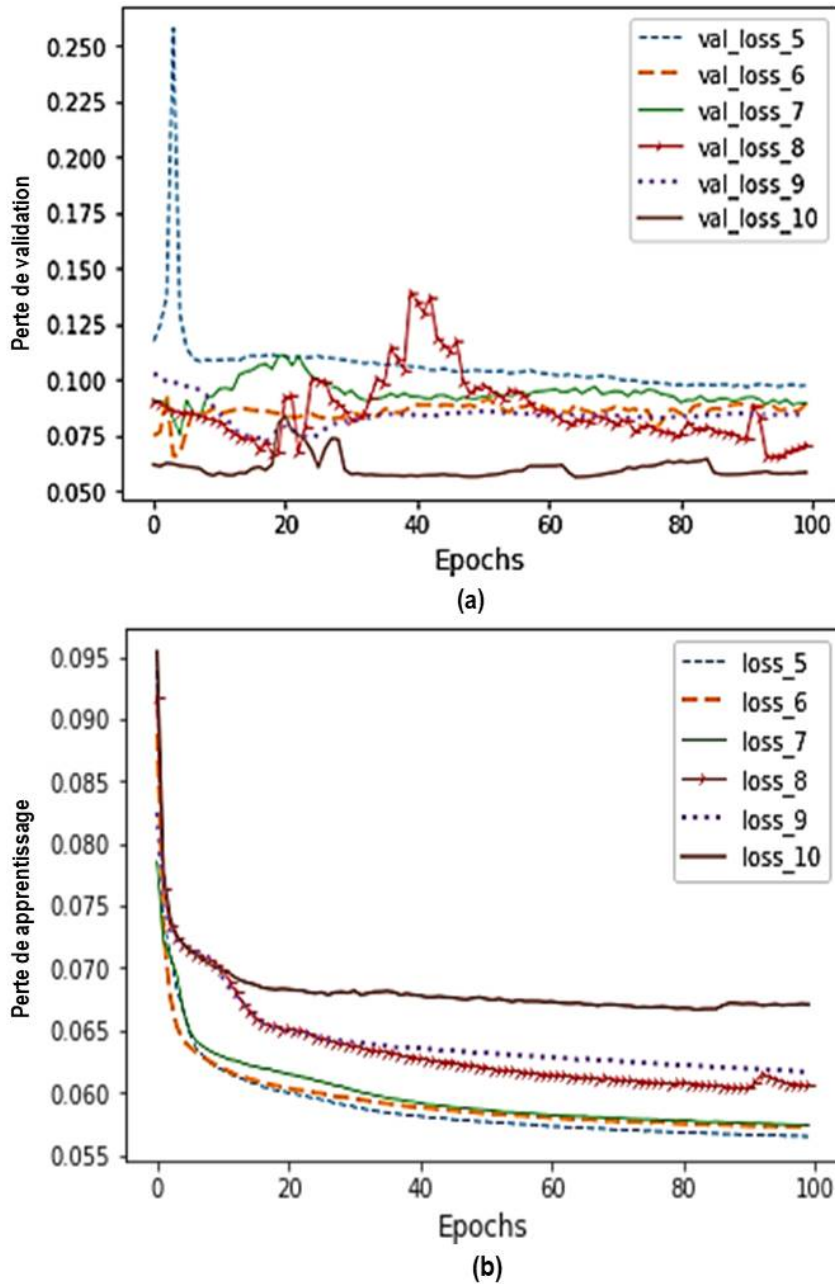 Perte de validation
0.250
0.225
0.200
0.175
0.150
0.125
0.100
0.075
0.050
val_loss_5
val_loss_6
val_loss_7
val_loss_8
val_loss_9
val_loss_10
0 20 40 60 80 100
Epochs
(a)
Perte de apprentissage
0.095
0.090
0.085
0.080
0.075
0.070
0.065
0.060
0.055
loss_5
loss_6
loss_7
loss_8
loss_9
loss_10
0 20 40 60 80 100
Epochs
(b)